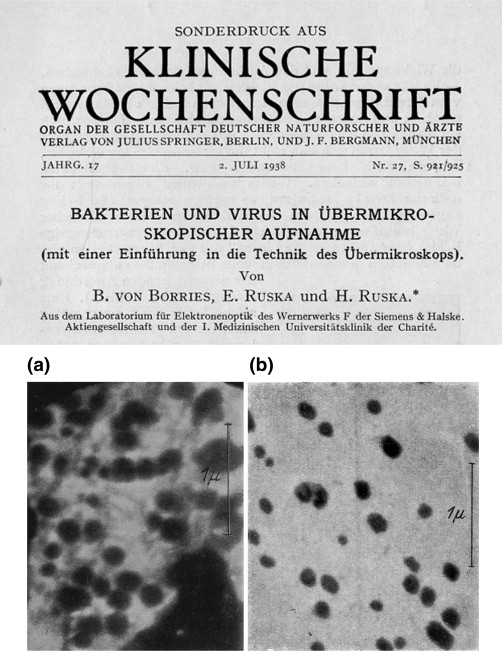 SONDERDRUCK AUS
KLINISCHE
WOCHENSCHRIFT
ORGAN DER GESELLSCHAFT DEUTSCHER NATURFORSCHER UND ÄRZTE
VERLAG VON JULIUS SPRINGER, BERLIN, UND J. F. BERGMANN, MÜNCHEN
JAHRG. 17 2. JULI 1938 Nr. 27, S. 921/925
BAKTERIEN UND VIRUS IN ÜBERMIKRO-
SKOPISCHER AUFNAHME
(mit einer Einführung in die Technik des Übermikroskops).
Von
B. VON BORRIES, E. RUSKA und H. RUSKA.*
Aus dem Laboratorium für Elektronenoptik des Wernerwerks F der Siemens & Halske
Aktiengesellschaft und der I. Medizinischen Universitätsklinik der Charité.
(a) (b)
1µ
1µ